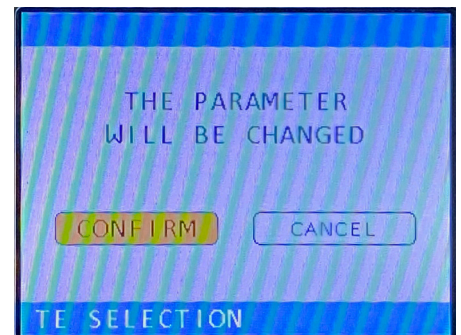 THE PARAMETER
WILL BE CHANGED
CONFIRM CANCEL
TE SELECTION